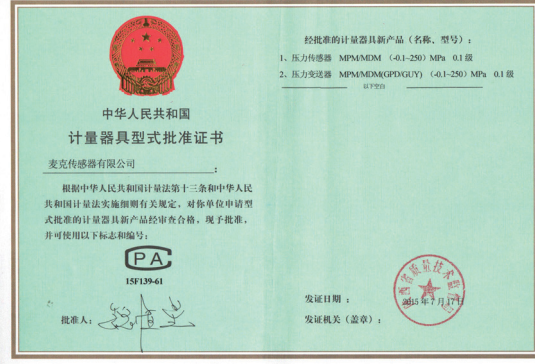 中华人民共和国
计量器具型式批准证书
麦克传感器有限公司 :
根据中华人民共和国计量法第十三条和中华人民
共和国计量法实施细则有关规定，对你单位申请型
式批准的计量器具新产品经审查合格，现予批准，
并可使用以下标志和编号:
CPA
15F139-61
批准人:
经批准的计量器具新产品（名称、型号）:
1、压力传感器 MPM/MDM （-0.1~250）MPa 0.1 级
2、压力变送器 MPM/MDM(GPD/GUY) （-0.1~250）MPa 0.1 级
以下空白
发证日期 :
2015 年 7 月 17 日
发证机关（盖章）: